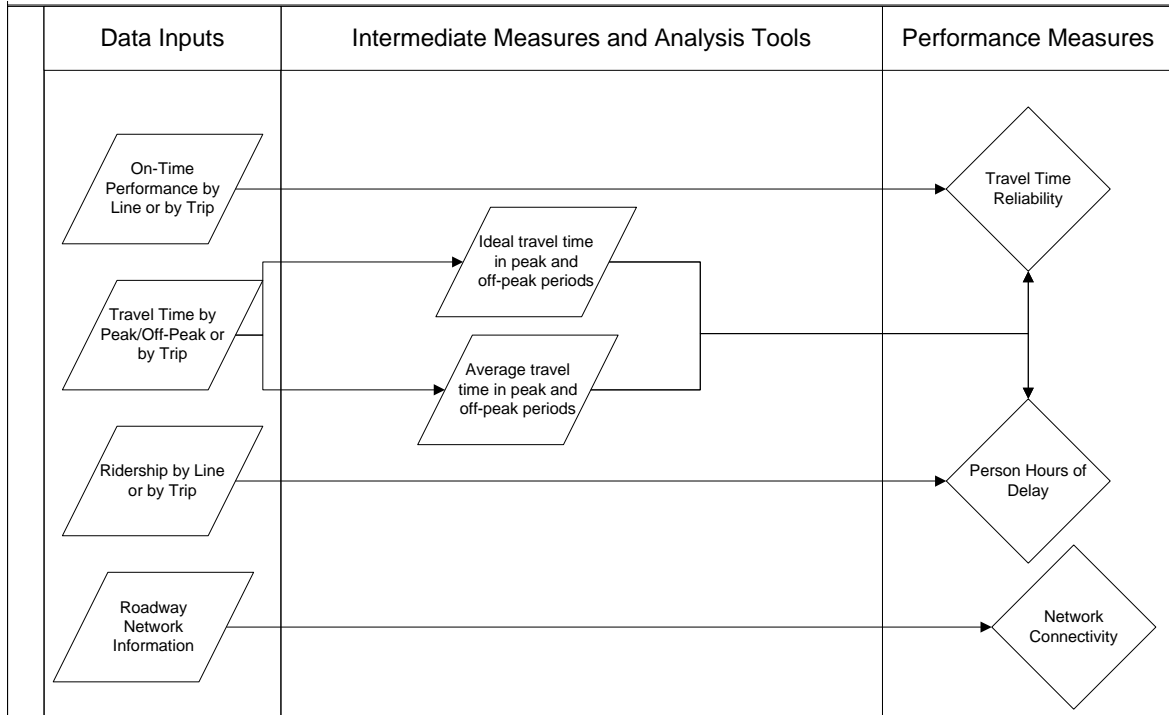 Data Inputs
Intermediate Measures and Analysis Tools
Performance Measures
On-Time
Performance by
Line or by Trip
Travel Time
Reliability
Ideal travel time
in peak and
off-peak periods
Travel Time by
Peak/Off-Peak or
by Trip
Average travel
time in peak and
off-peak periods
Ridership by Line
or by Trip
Person Hours of
Delay
Roadway
Network
Information
Network
Connectivity